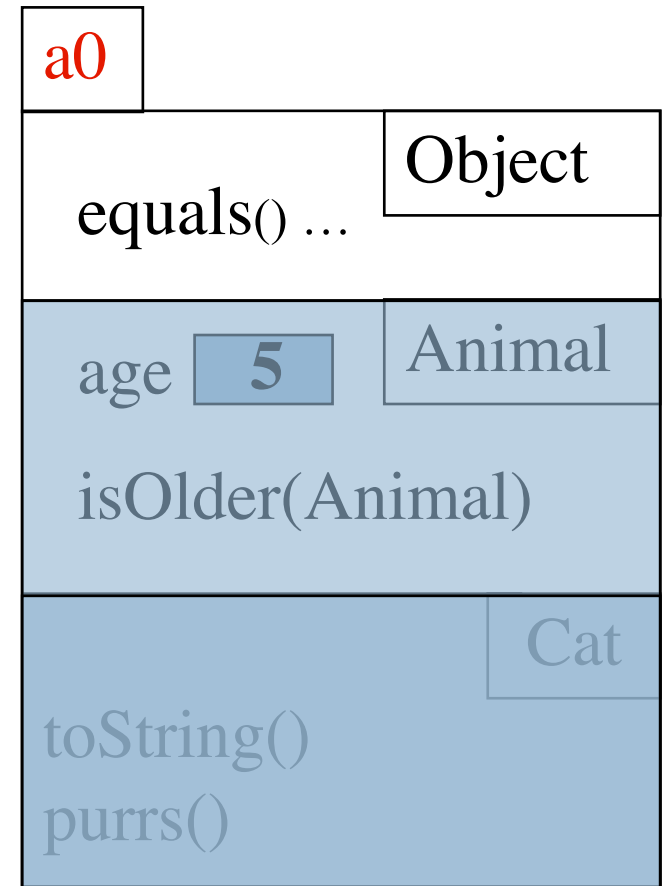 a0
Object
equals() ...
age 5 Animal
isOlder(Animal)
Cat
toString()
purrs()